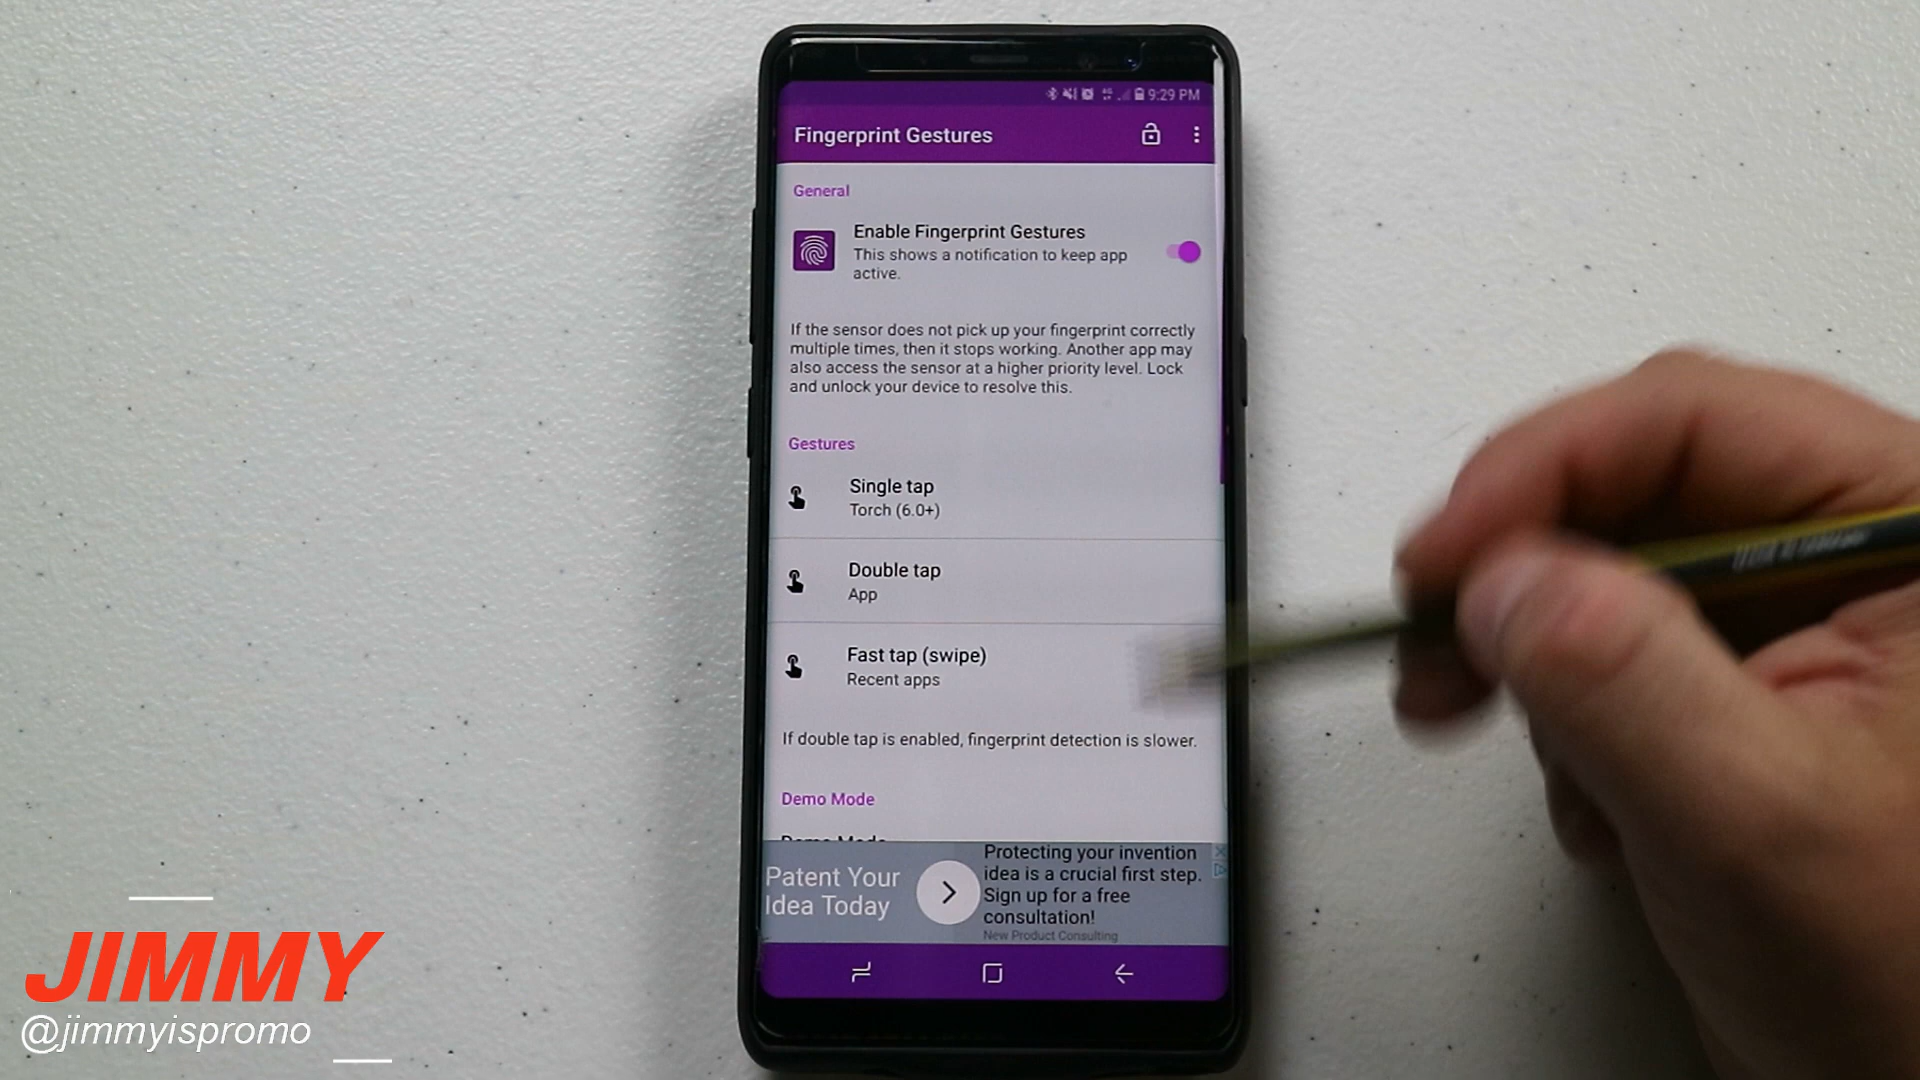 9:29 PM
Fingerprint Gestures
General
Enable Fingerprint Gestures
This shows a notification to keep app
active.
If the sensor does not pick up your fingerprint correctly
multiple times, then it stops working. Another app may
also access the sensor at a higher priority level. Lock
and unlock your device to resolve this.
Gestures
Single tap
Torch (6.0+)
Double tap
App
Fast tap (swipe)
Recent apps
If double tap is enabled, fingerprint detection is slower.
Demo Mode
Demo Mode
Patent Your
Idea Today
Protecting your invention
idea is a crucial first step.
Sign up for a free
consultation!
New Product Consulting
JIMMY
@jimmyispromo